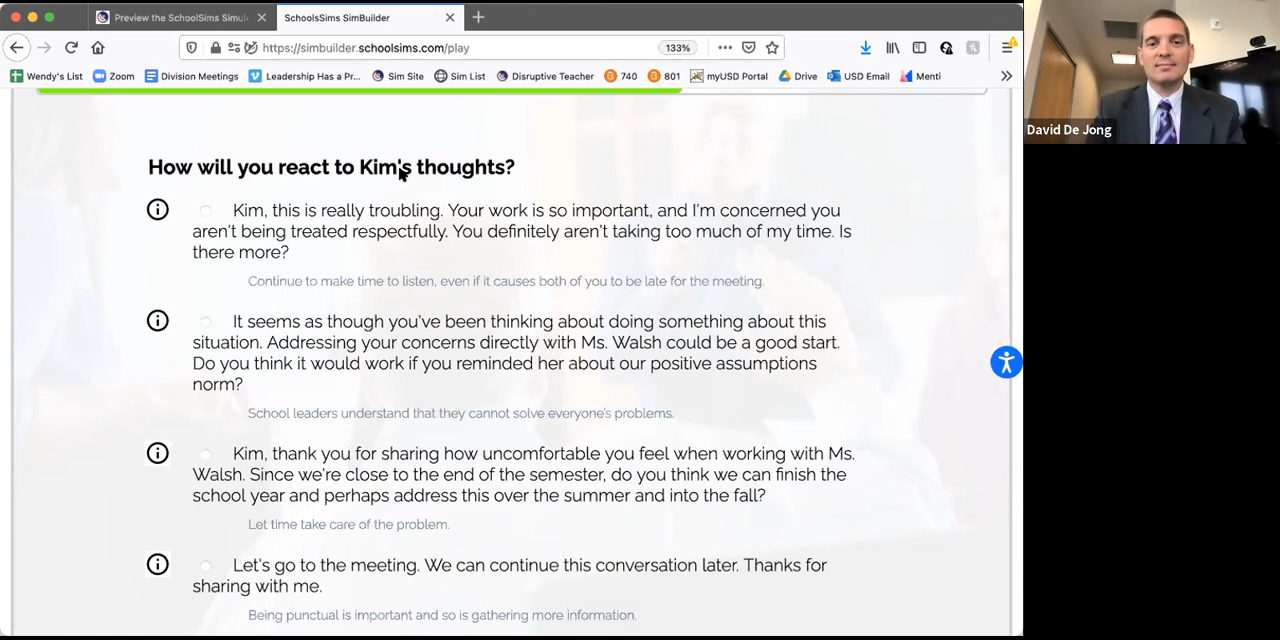 Preview the SchoolSims Simul
SchoolsSims SimBuilder
https://simbuilder.schoolsims.com/play
133%
Wendy's List
Zoom
Division Meetings
Leadership Has a Pr...
Sim Site
Sim List
Disruptive Teacher
740
801
myUSD Portal
Drive
USD Email
Menti
David De Jong
How will you react to Kim's thoughts?
Kim, this is really troubling. Your work is so important, and I'm concerned you
aren't being treated respectfully. You definitely aren't taking too much of my time. Is
there more?
Continue to make time to listen, even if it causes both of you to be late for the meeting.
It seems as though you've been thinking about doing something about this
situation. Addressing your concerns directly with Ms. Walsh could be a good start.
Do you think it would work if you reminded her about our positive assumptions
norm?
School leaders understand that they cannot solve everyone's problems.
Kim, thank you for sharing how uncomfortable you feel when working with Ms.
Walsh. Since we're close to the end of the semester, do you think we can finish the
school year and perhaps address this over the summer and into the fall?
Let time take care of the problem.
Let's go to the meeting. We can continue this conversation later. Thanks for
sharing with me.
Being punctual is important and so is gathering more information.